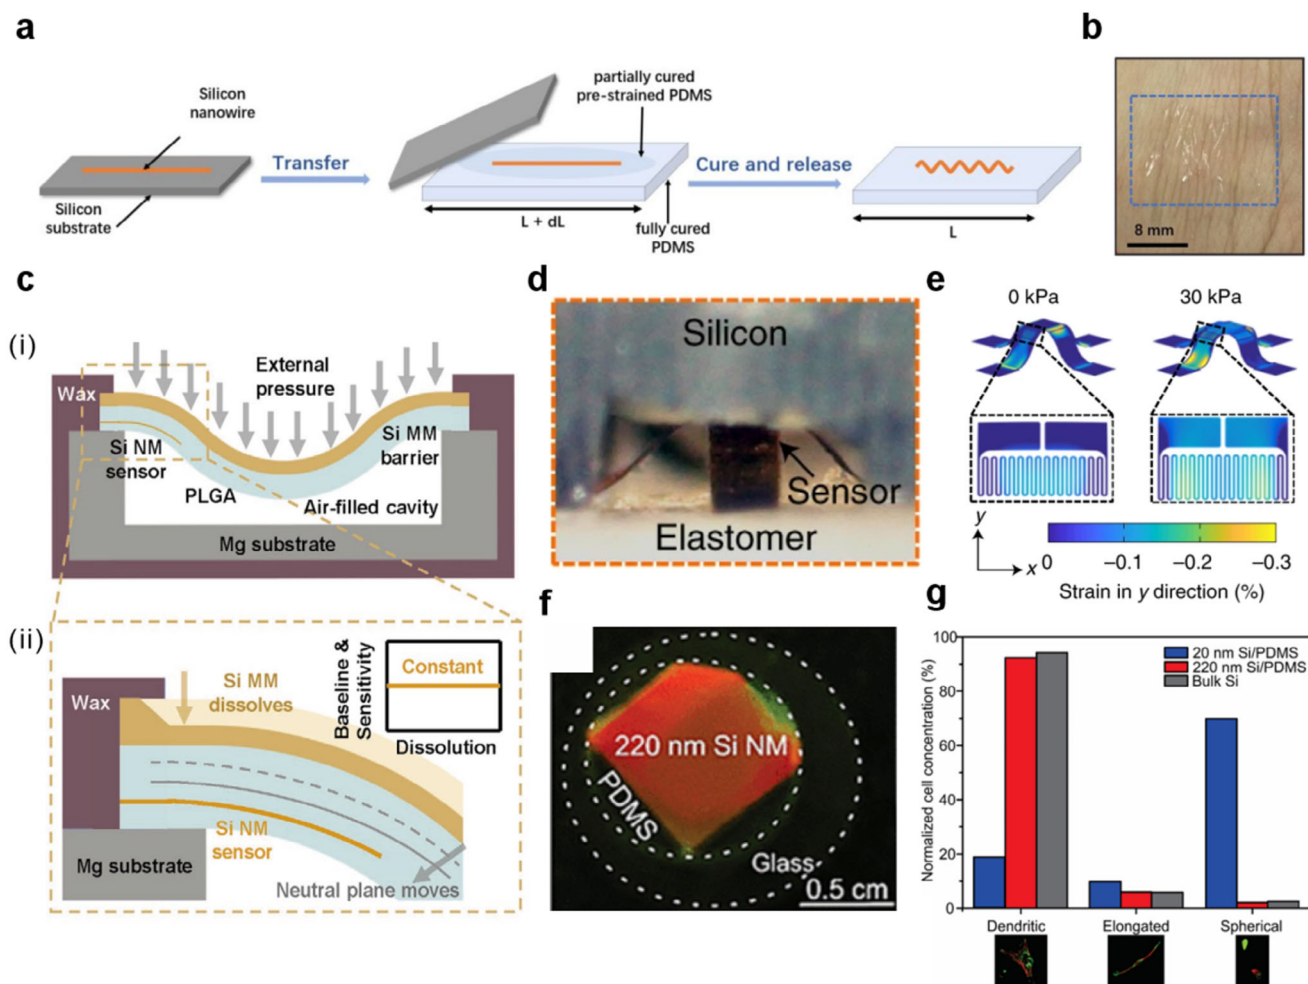 a
Silicon
nanowire
Silicon
substrate
Transfer
partially cured
pre-strained PDMS
L + dL
fully cured
PDMS
Cure and release
L
b
8 mm
c
(i)
Wax
External
pressure
Si NM
sensor
Si MM
barrier
PLGA
Air-filled cavity
Mg substrate
(ii)
Wax
Si MM
dissolves
Baseline &
Sensitivity
Constant
Dissolution
Si NM
sensor
Mg substrate
Neutral plane moves
d
Silicon
Sensor
Elastomer
e
0 kPa
30 kPa
y
x
0
−0.1
−0.2
−0.3
Strain in y direction (%)
f
220 nm Si NM
PDMS
Glass
0.5 cm
g
Normalized cell concentration (%)
100
80
60
40
20
0
20 nm Si/PDMS
220 nm Si/PDMS
Bulk Si
Dendritic
Elongated
Spherical